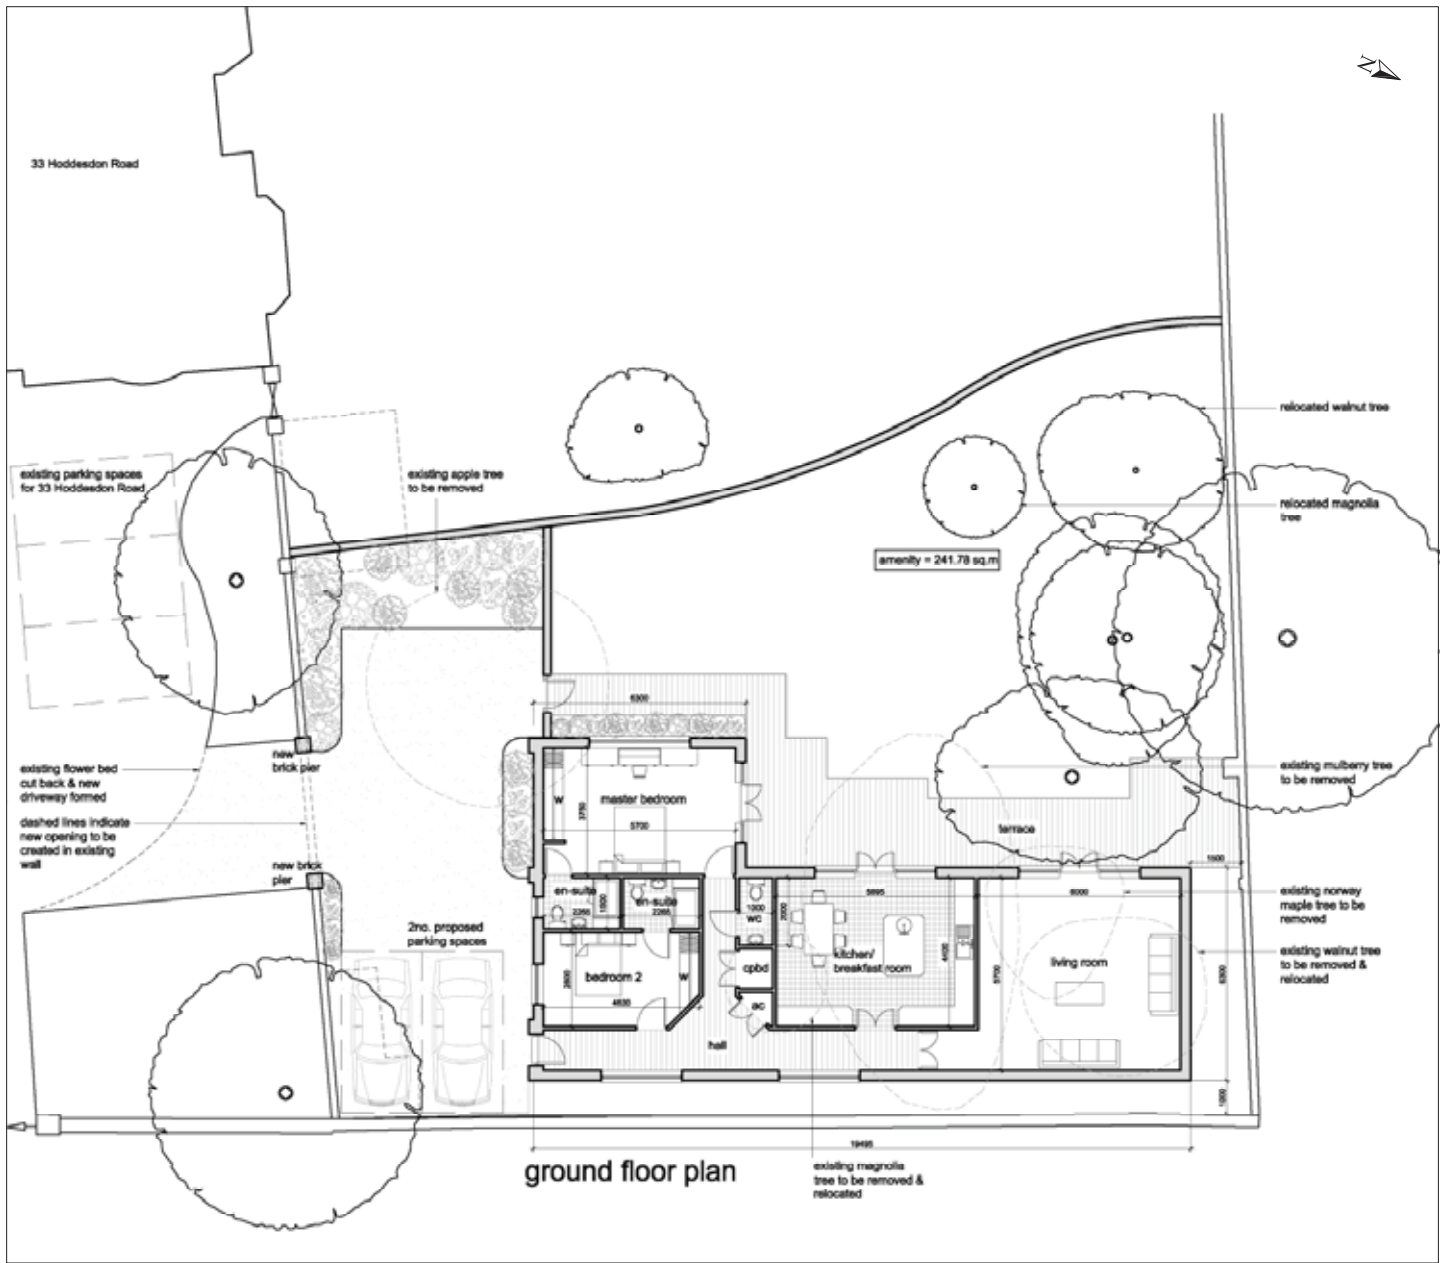 N
33 Hoddesdon Road
relocated walnut tree
existing parking spaces
for 33 Hoddesdon Road
existing apple tree
to be removed
relocated magnolia
tree
amenity = 241.78 sq.m
6300
new
brick pier
existing flower bed
cut back & new
driveway formed
existing mulberry tree
to be removed
w
master bedroom
3750
5700
dashed lines indicate
new opening to be
created in existing
wall
terrace
new brick
pier
1500
en-suite
en-suite
1500
2265
2265
1000
wc
2000
5895
6000
existing norway
maple tree to be
removed
2no. proposed
parking spaces
kitchen/
breakfast room
4400
living room
existing walnut tree
to be removed &
relocated
bedroom 2
w
cpbd
2800
4630
5700
6300
ac
hall
1000
19495
ground floor plan
existing magnolia
tree to be removed &
relocated